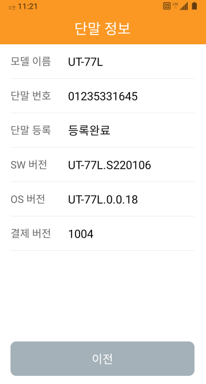 11:21
단말 정보
모델 이름 UT-77L
단말 번호 01235331645
단말 등록 등록완료
SW 버전 UT-77L.S220106
OS 버전 UT-77L.0.0.18
결제 버전 1004
이전